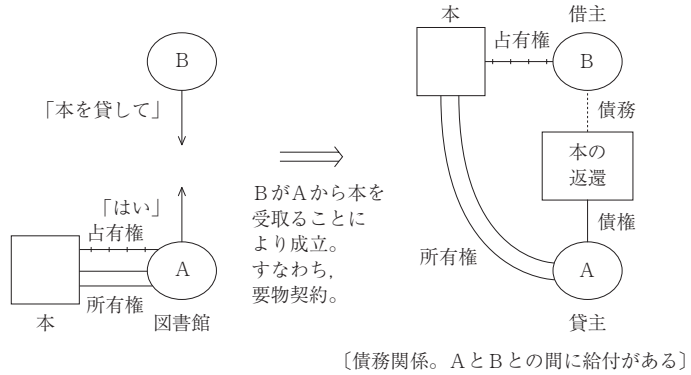 B
「本を貸して」
「はい」
占有権
A
所有権
本
図書館
BがAから本を
受取ることに
より成立。
すなわち,
要物契約。
本
借主
占有権
B
債務
本の
返還
債権
所有権
A
貸主
〔債務関係。AとBとの間に給付がある〕